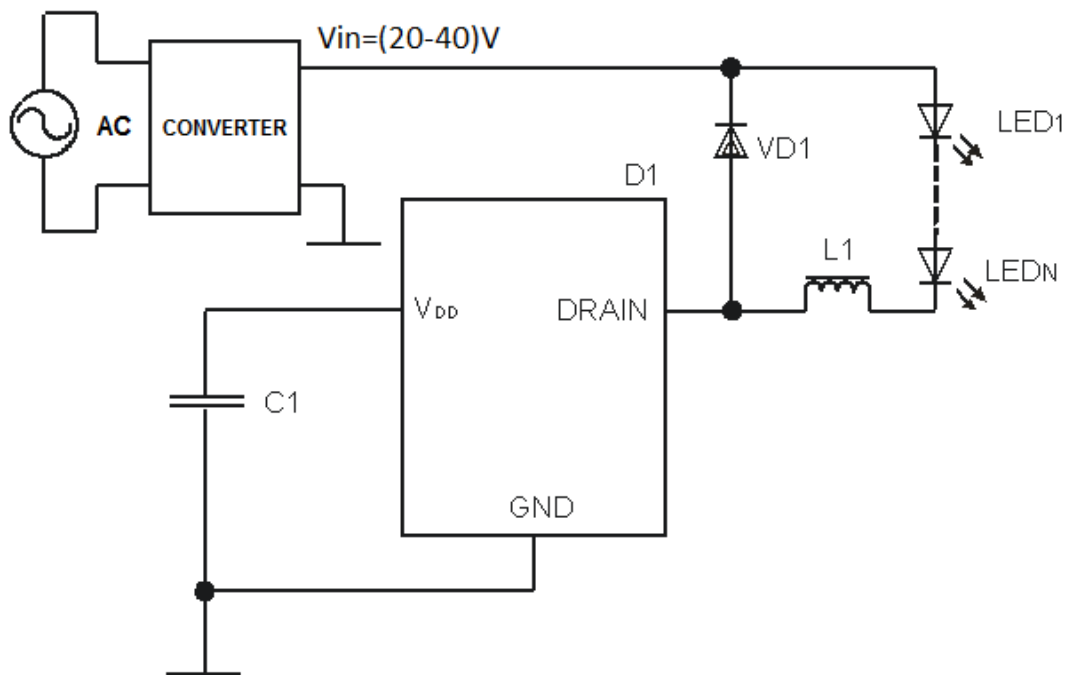 Vin=(20-40)V
AC
CONVERTER
LED1
VD1
D1
L1
LEDN
VDD
DRAIN
C1
GND